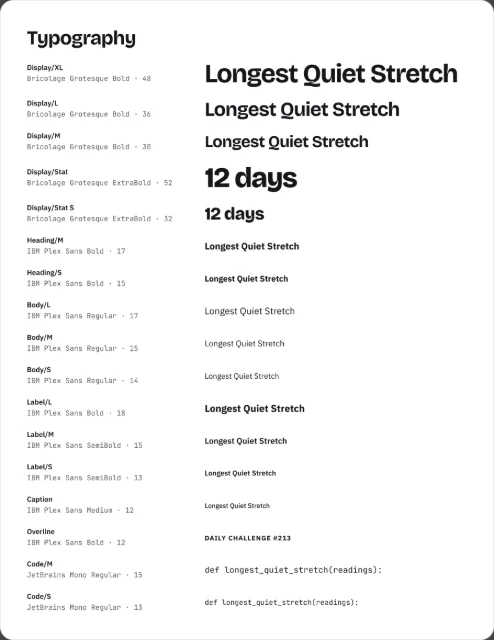 Typography
Display/XL
Bricolage Grotesque Bold · 48
Longest Quiet Stretch
Display/L
Bricolage Grotesque Bold · 36
Longest Quiet Stretch
Display/M
Bricolage Grotesque Bold · 30
Longest Quiet Stretch
Display/Stat
Bricolage Grotesque ExtraBold · 52
12 days
Display/Stat S
Bricolage Grotesque ExtraBold · 32
12 days
Heading/M
IBM Plex Sans Bold · 17
Longest Quiet Stretch
Heading/S
IBM Plex Sans Bold · 15
Longest Quiet Stretch
Body/L
IBM Plex Sans Regular · 17
Longest Quiet Stretch
Body/M
IBM Plex Sans Regular · 15
Longest Quiet Stretch
Body/S
IBM Plex Sans Regular · 14
Longest Quiet Stretch
Label/L
IBM Plex Sans Bold · 18
Longest Quiet Stretch
Label/M
IBM Plex Sans SemiBold · 15
Longest Quiet Stretch
Label/S
IBM Plex Sans SemiBold · 13
Longest Quiet Stretch
Caption
IBM Plex Sans Medium · 12
Longest Quiet Stretch
Overline
IBM Plex Sans Bold · 12
DAILY CHALLENGE #213
Code/M
JetBrains Mono Regular · 15
def longest_quiet_stretch(readings):
Code/S
JetBrains Mono Regular · 13
def longest_quiet_stretch(readings):